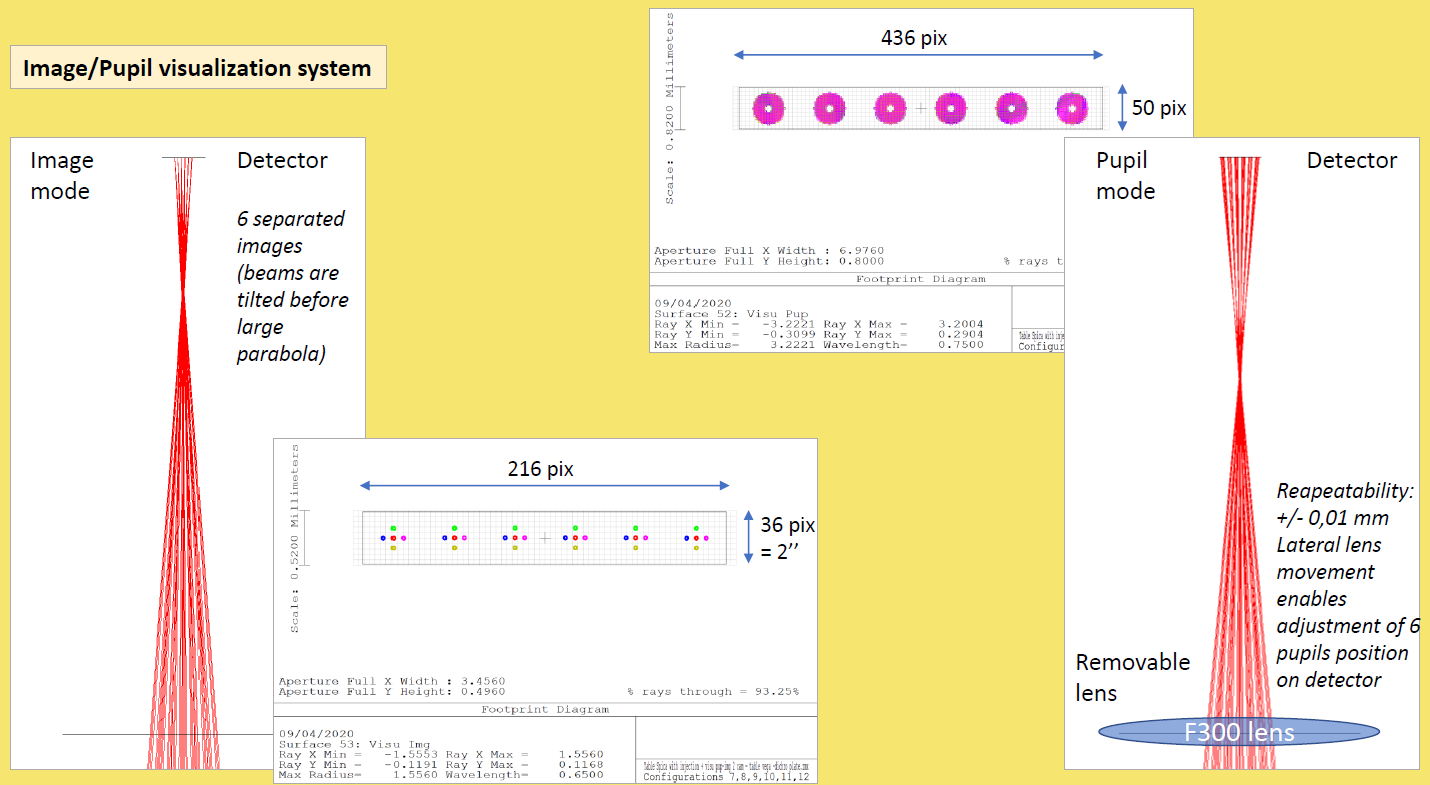 Image/Pupil visualization system
Image
mode
Detector
6 separated
images
(beams are
tilted before
large
parabola)
436 pix
50 pix
Scale: 0.8200 Millimeters
Aperture Full X Width : 6.9760
Aperture Full Y Height: 0.8000
% rays t
Footprint Diagram
09/04/2020
Surface 52: Visu Pup
Ray X Min = -3.2221 Ray X Max = 3.2004
Ray Y Min = -0.3099 Ray Y Max = 0.2904
Max Radius= 3.2221 Wavelength= 0.7500
Configur
216 pix
36 pix
= 2’’
Scale: 0.5200 Millimeters
Aperture Full X Width : 3.4560
Aperture Full Y Height: 0.4960
% rays through = 93.25%
Footprint Diagram
09/04/2020
Surface 53: Visu Img
Ray X Min = -1.5553 Ray X Max = 1.5560
Ray Y Min = -0.1191 Ray Y Max = 0.1168
Max Radius= 1.5560 Wavelength= 0.6500
Configurations 7,8,9,10,11,12
Pupil
mode
Detector
Reapeatability:
+/- 0,01 mm
Lateral lens
movement
enables
adjustment of 6
pupils position
on detector
Removable
lens
F300 lens